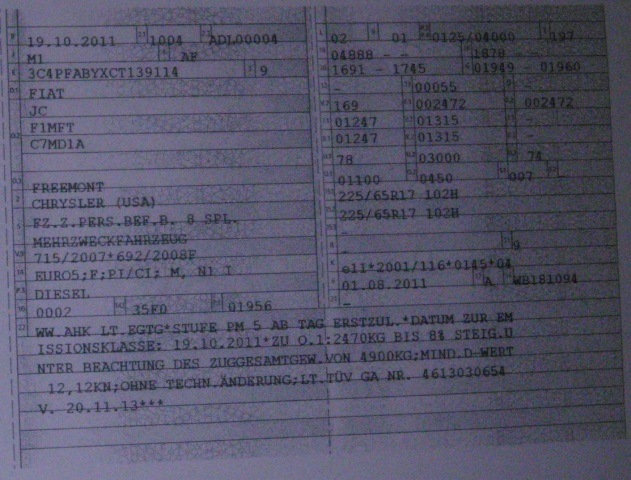 19.10.2011 1004 ADL00004
M1 AF
3C4PFABYXCT139114 9
FIAT
JC
F1MFT
C7MD1A
FREEMONT
CHRYSLER (USA)
FZ.Z.PERS.BEF.B. 8 SPL.
MEHRZWECKFAHRZEUG
715/2007*692/2008F
EURO5;F;PI/CI; M, N1 I
DIESEL
0002 35F0 01956
02 01 0125/04000 197
04888 - - 1878 - -
1691 - 1745 01949 - 01960
- 00055 -
169 002472 002472
01247 01315 -
01247 01315 -
78 03000 74
01100 0450 007
225/65R17 102H
225/65R17 102H
-
- 9
e11*2001/116*0145*04
01.08.2011 A WB181094
-
WW.AHK LT.EGTG*STUFE PM 5 AB TAG ERSTZUL.*DATUM ZUR EM
ISSIONSKLASSE: 19.10.2011*ZU O.1:2470KG BIS 8% STEIG.U
NTER BEACHTUNG DES ZUGGESAMTGEW.VON 4900KG;MIND.D-WERT
12,12KN;OHNE TECHN.ÄNDERUNG;LT.TÜV GA NR. 4613030654
V. 20.11.13***